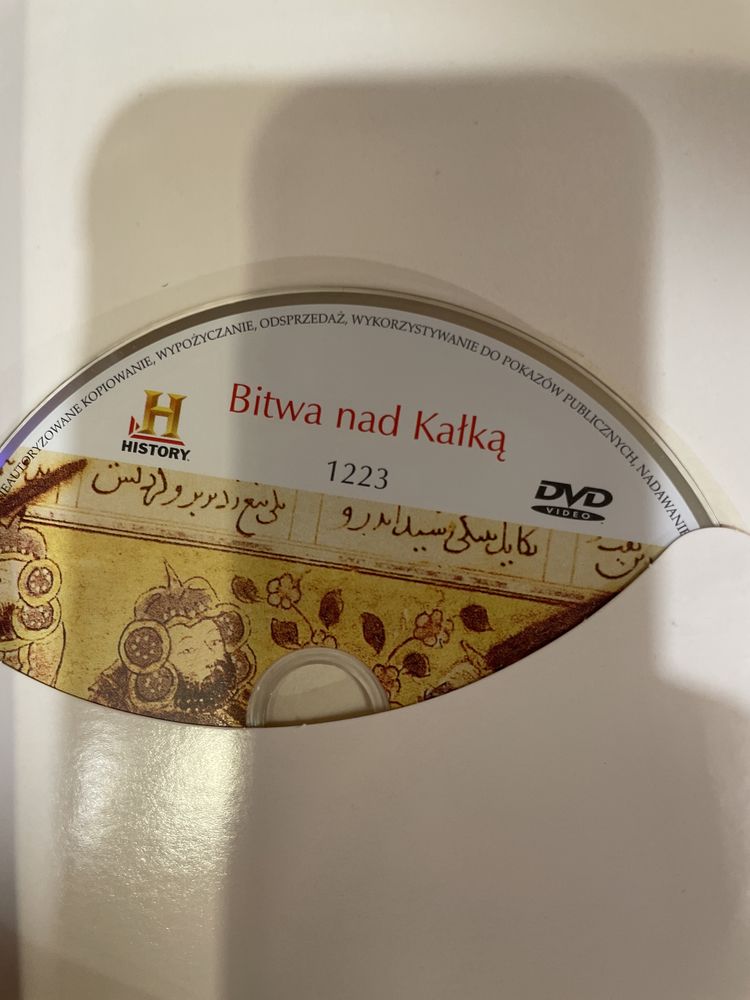 NIEAUTORYZOWANE KOPIOWANIE, WYPOŻYCZANIE, ODSPRZEDAŻ, WYKORZYSTYWANIE DO POKAZÓW PUBLICZNYCH, NADAWANIE
H
HISTORY
Bitwa nad Kałką
1223
DVD
VIDEO